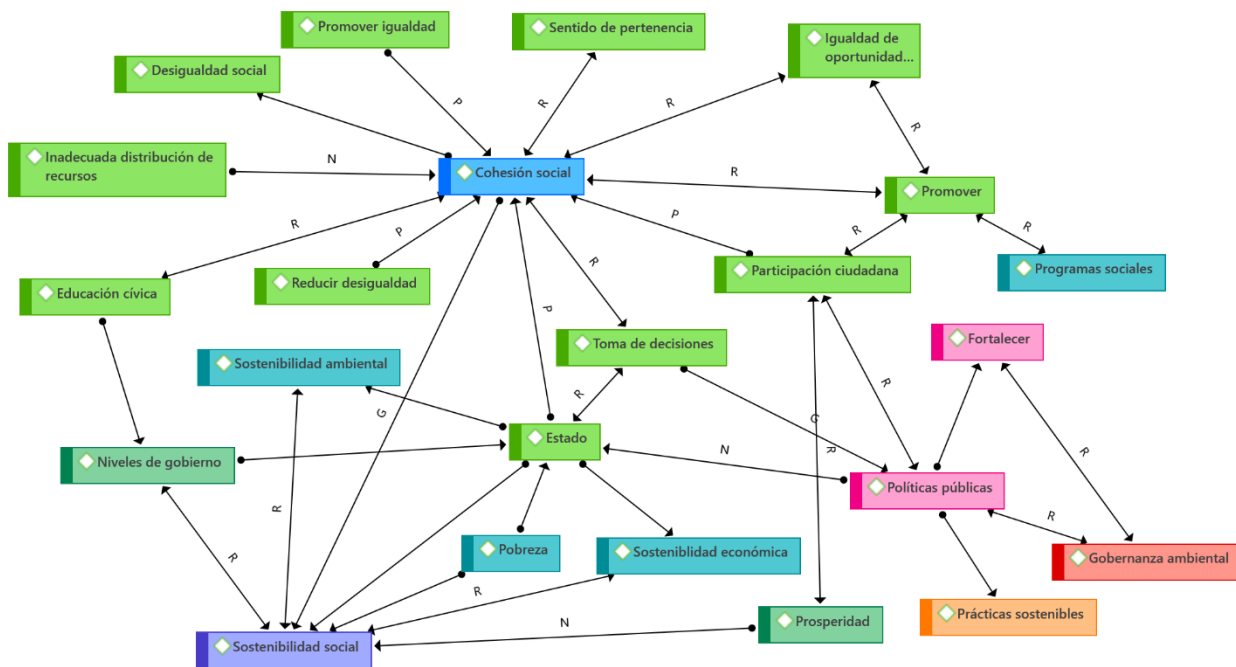 Promover igualdad
Sentido de pertenencia
Igualdad de
oportunidad...
Desigualdad social
P
R
R
R
Inadecuada distribución de
recursos
N
Cohesión social
R
Promover
R
P
P
R
R
Educación cívica
Reducir desigualdad
R
Participación ciudadana
Programas sociales
P
Sostenibilidad ambiental
Toma de decisiones
Fortalecer
R
R
G
G
R
R
Niveles de gobierno
Estado
N
Políticas públicas
R
R
R
Pobreza
Sosteniblidad económica
Gobernanza ambiental
R
Prosperidad
Prácticas sostenibles
N
Sostenibilidad social